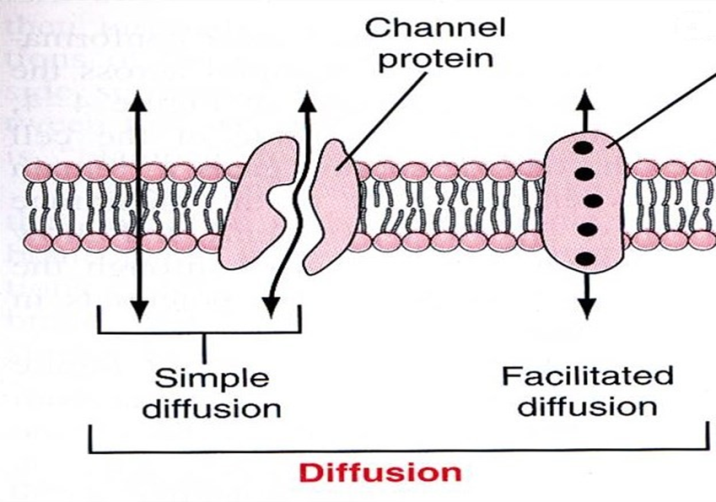 Channel
protein
Simple
diffusion
Facilitated
diffusion
Diffusion